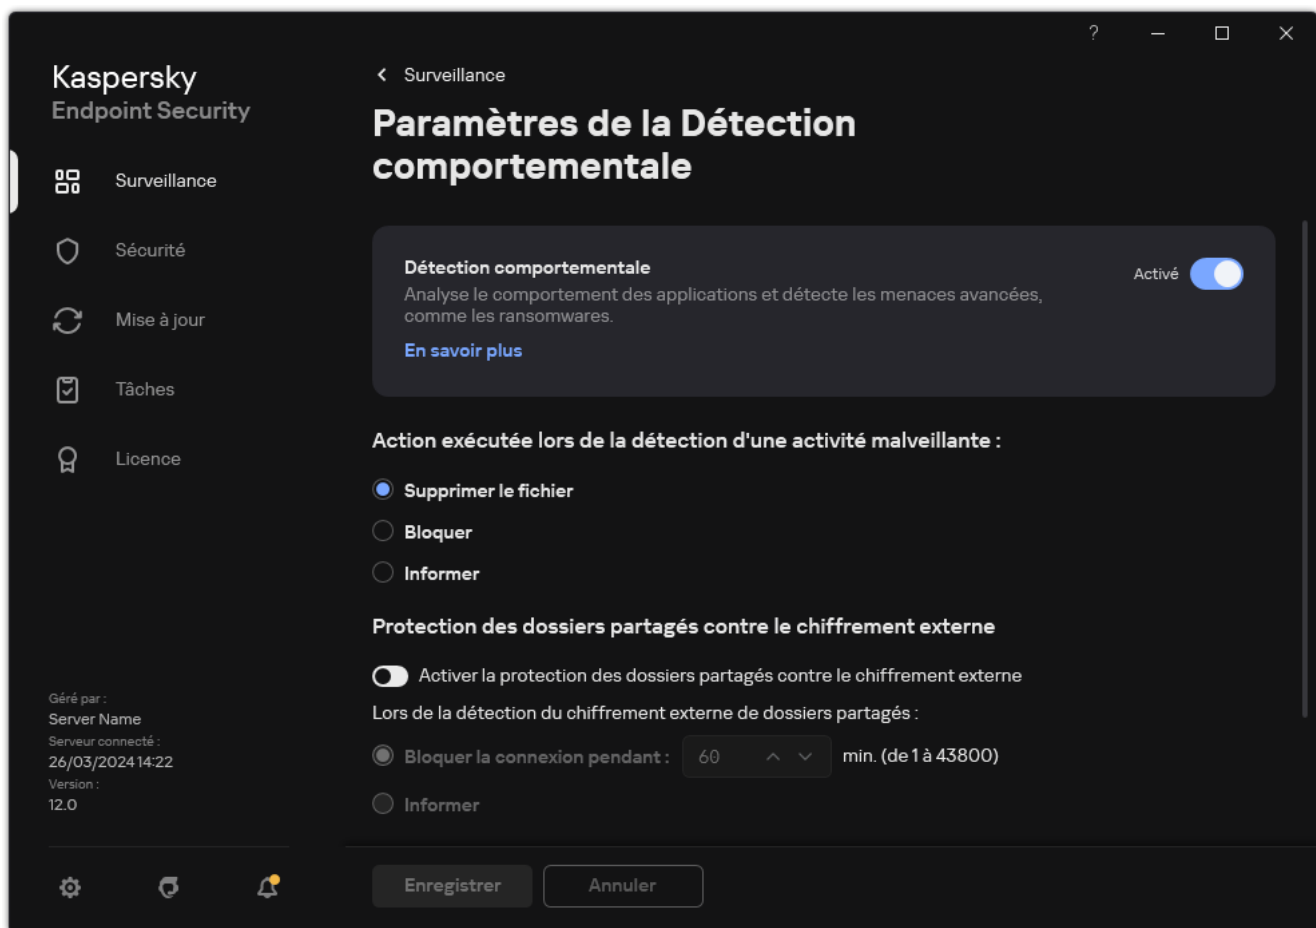 ?
Kaspersky
Endpoint Security
Surveillance
Sécurité
Mise à jour
Tâches
Licence
Géré par :
Server Name
Serveur connecté :
26/03/2024 14:22
Version :
12.0
Surveillance
Paramètres de la Détection
comportementale
Détection comportementale
Activé
Analyse le comportement des applications et détecte les menaces avancées,
comme les ransomwares.
En savoir plus
Action exécutée lors de la détection d'une activité malveillante :
Supprimer le fichier
Bloquer
Informer
Protection des dossiers partagés contre le chiffrement externe
Activer la protection des dossiers partagés contre le chiffrement externe
Lors de la détection du chiffrement externe de dossiers partagés :
Bloquer la connexion pendant : 60 min. (de 1 à 43800)
Informer
Enregistrer Annuler